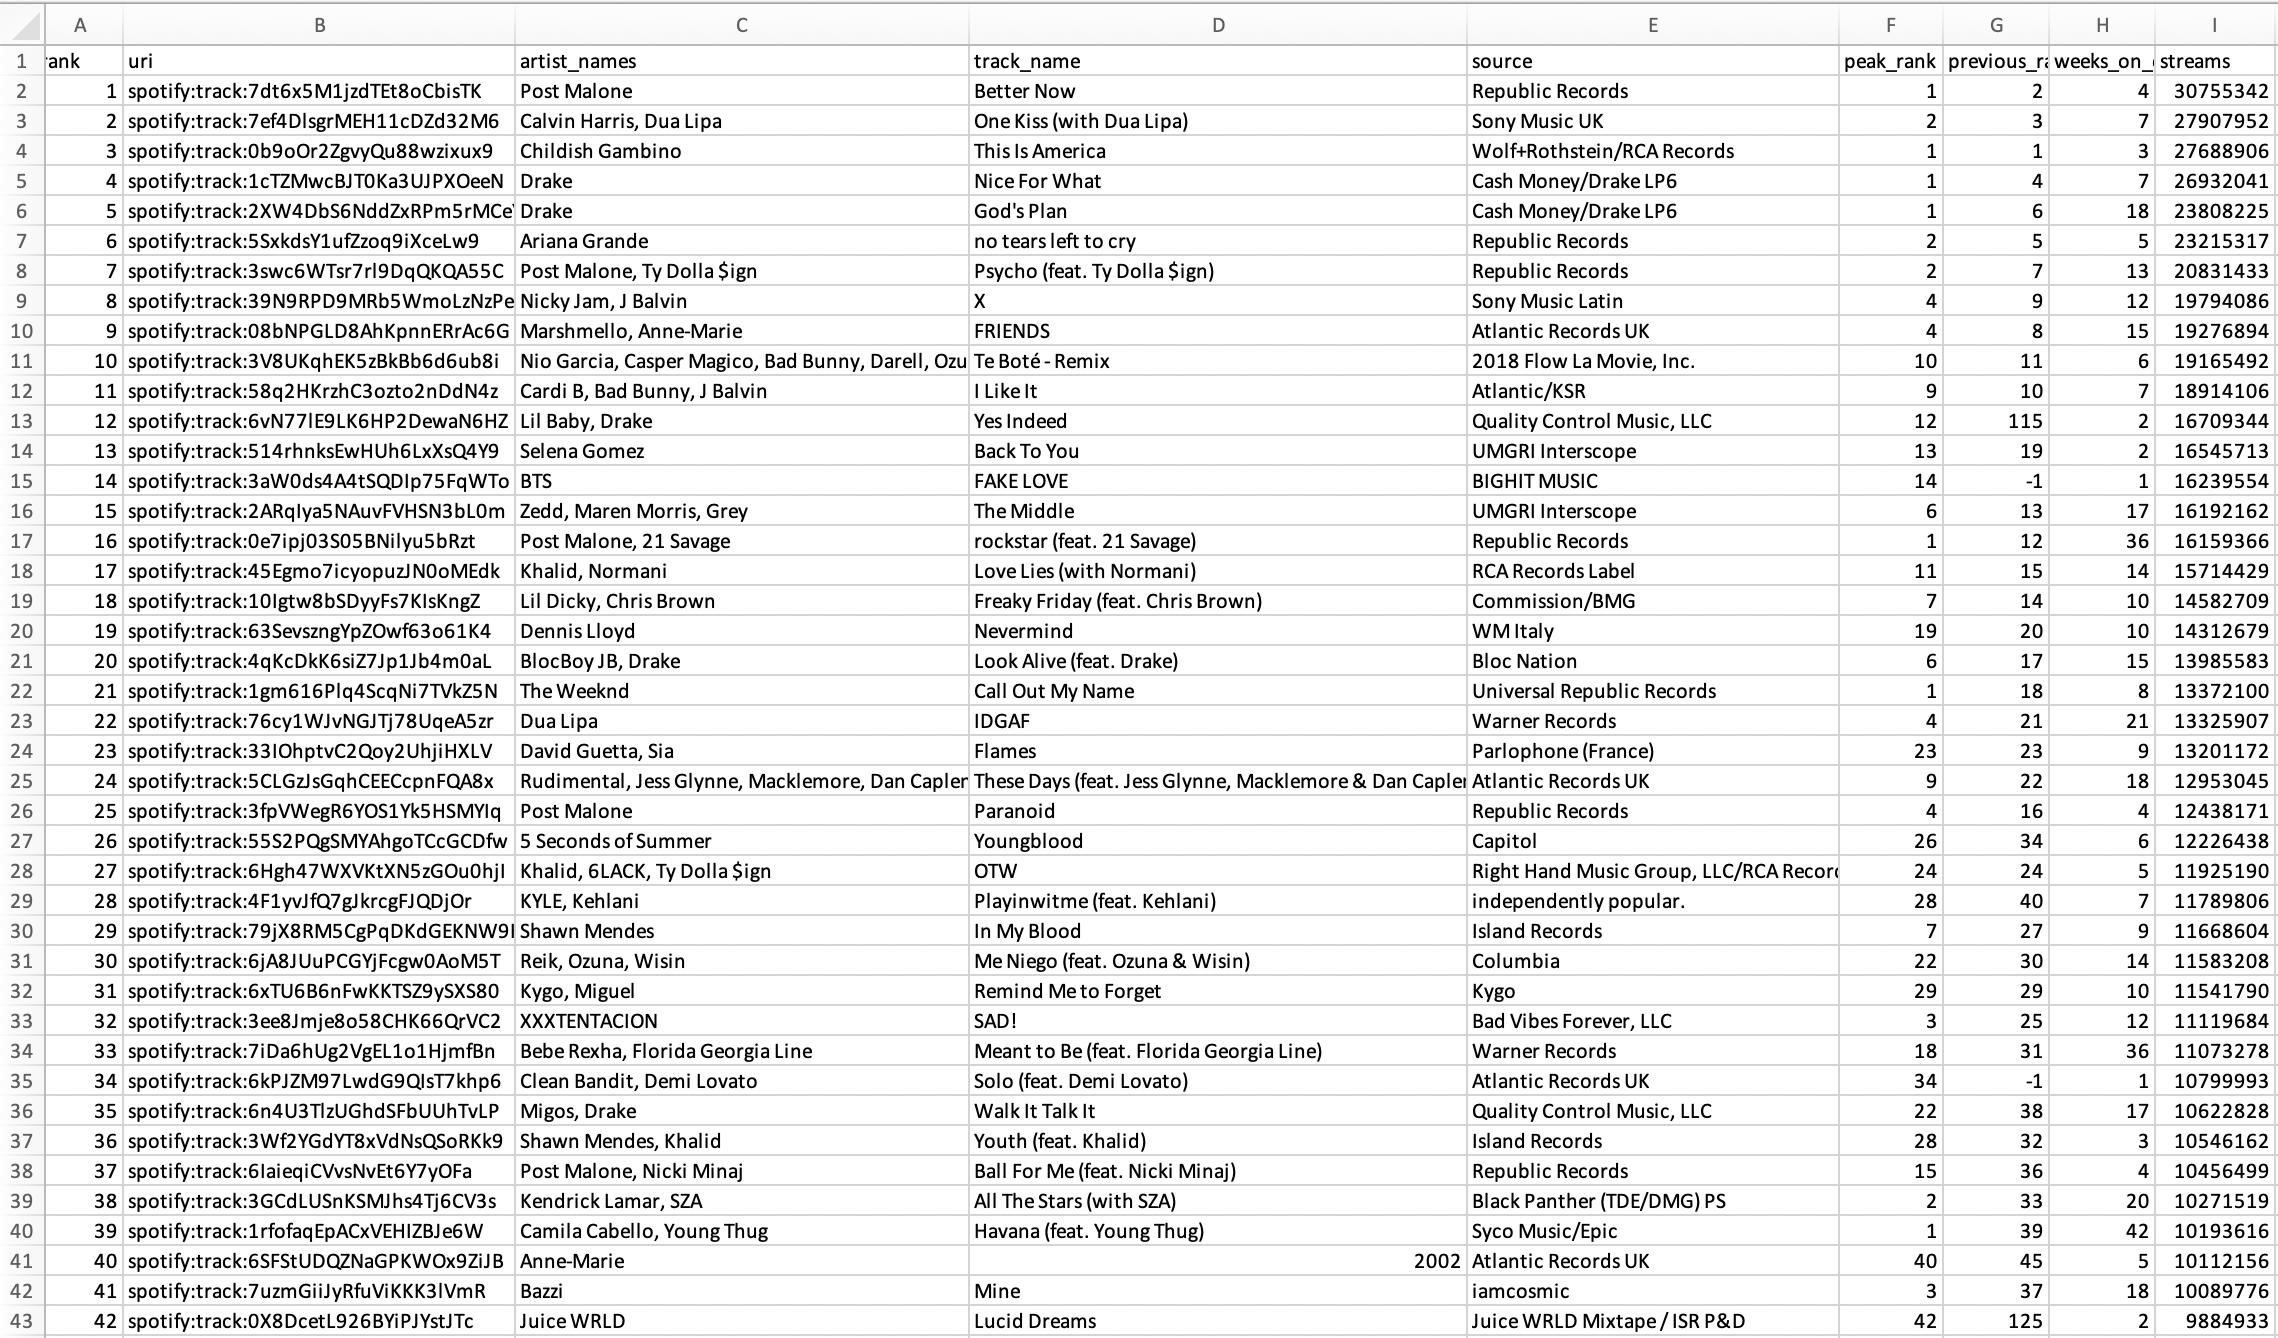 A B C D E F G H I
1 rank uri artist_names track_name source peak_rank previous_ra weeks_on_ streams
2 1 spotify:track:7dt6x5M1jzdTEt8oCbisTK Post Malone Better Now Republic Records 1 2 4 30755342
3 2 spotify:track:7ef4DlsgrMEH11cDZd32M6 Calvin Harris, Dua Lipa One Kiss (with Dua Lipa) Sony Music UK 2 3 7 27907952
4 3 spotify:track:0b9oOr2ZgvyQu88wzixux9 Childish Gambino This Is America Wolf+Rothstein/RCA Records 1 1 3 27688906
5 4 spotify:track:1cTZMwcBJT0Ka3UJPXOeeN Drake Nice For What Cash Money/Drake LP6 1 4 7 26932041
6 5 spotify:track:2XW4DbS6NddZxRPm5rMCe Drake God's Plan Cash Money/Drake LP6 1 6 18 23808225
7 6 spotify:track:5SxkdsY1ufZzoq9iXceLw9 Ariana Grande no tears left to cry Republic Records 2 5 5 23215317
8 7 spotify:track:3swc6WTsr7rl9DqQKQA55C Post Malone, Ty Dolla $ign Psycho (feat. Ty Dolla $ign) Republic Records 2 7 13 20831433
9 8 spotify:track:39N9RPD9MRb5WmoLzNzPe Nicky Jam, J Balvin X Sony Music Latin 4 9 12 19794086
10 9 spotify:track:08bNPGLD8AhKpnnERrAc6G Marshmello, Anne-Marie FRIENDS Atlantic Records UK 4 8 15 19276894
11 10 spotify:track:3V8UKqhEK5zBkBb6d6ub8i Nio Garcia, Casper Magico, Bad Bunny, Darell, Ozu Te Boté - Remix 2018 Flow La Movie, Inc. 10 11 6 19165492
12 11 spotify:track:58q2HKrzhC3ozto2nDdN4z Cardi B, Bad Bunny, J Balvin I Like It Atlantic/KSR 9 10 7 18914106
13 12 spotify:track:6vN77lE9LK6HP2DewaN6HZ Lil Baby, Drake Yes Indeed Quality Control Music, LLC 12 115 2 16709344
14 13 spotify:track:514rhnksEwHUh6LxXsQ4Y9 Selena Gomez Back To You UMGRI Interscope 13 19 2 16545713
15 14 spotify:track:3aW0ds4A4tSQDIp75FqWTo BTS FAKE LOVE BIGHIT MUSIC 14 -1 1 16239554
16 15 spotify:track:2ARqIya5NAuvFVHSN3bL0m Zedd, Maren Morris, Grey The Middle UMGRI Interscope 6 13 17 16192162
17 16 spotify:track:0e7ipj03S05BNilyu5bRzt Post Malone, 21 Savage rockstar (feat. 21 Savage) Republic Records 1 12 36 16159366
18 17 spotify:track:45Egmo7icyopuzJN0oMEdk Khalid, Normani Love Lies (with Normani) RCA Records Label 11 15 14 15714429
19 18 spotify:track:10Igtw8bSDyyFs7KIsKngZ Lil Dicky, Chris Brown Freaky Friday (feat. Chris Brown) Commission/BMG 7 14 10 14582709
20 19 spotify:track:63SevszngYpZOwf63o61K4 Dennis Lloyd Nevermind WM Italy 19 20 10 14312679
21 20 spotify:track:4qKcDkK6siZ7Jp1Jb4m0aL BlocBoy JB, Drake Look Alive (feat. Drake) Bloc Nation 6 17 15 13985583
22 21 spotify:track:1gm616Plq4ScqNi7TVkZ5N The Weeknd Call Out My Name Universal Republic Records 1 18 8 13372100
23 22 spotify:track:76cy1WJvNGJTj78UqeA5zr Dua Lipa IDGAF Warner Records 4 21 21 13325907
24 23 spotify:track:33IOhptvC2Qoy2UhjiHXLV David Guetta, Sia Flames Parlophone (France) 23 23 9 13201172
25 24 spotify:track:5CLGzJsGqhCEECcpnFQA8x Rudimental, Jess Glynne, Macklemore, Dan Caplen These Days (feat. Jess Glynne, Macklemore & Dan Caplen Atlantic Records UK 9 22 18 12953045
26 25 spotify:track:3fpVWegR6YOS1Yk5HSMYIq Post Malone Paranoid Republic Records 4 16 4 12438171
27 26 spotify:track:55S2PQgSMYAhgoTCcGCDfw 5 Seconds of Summer Youngblood Capitol 26 34 6 12226438
28 27 spotify:track:6Hgh47WXVKtXN5zGOu0hjI Khalid, 6LACK, Ty Dolla $ign OTW Right Hand Music Group, LLC/RCA Record 24 24 5 11925190
29 28 spotify:track:4F1yvJfQ7gJkrcgFJQDjOr KYLE, Kehlani Playinwitme (feat. Kehlani) independently popular. 28 40 7 11789806
30 29 spotify:track:79jX8RM5CgPqDKdGEKNW9 Shawn Mendes In My Blood Island Records 7 27 9 11668604
31 30 spotify:track:6jA8JUuPCGYjFcgw0AoM5T Reik, Ozuna, Wisin Me Niego (feat. Ozuna & Wisin) Columbia 22 30 14 11583208
32 31 spotify:track:6xTU6B6nFwKKTSZ9ySXS80 Kygo, Miguel Remind Me to Forget Kygo 29 29 10 11541790
33 32 spotify:track:3ee8Jmje8o58CHK66QrVC2 XXXTENTACION SAD! Bad Vibes Forever, LLC 3 25 12 11119684
34 33 spotify:track:7iDa6hUg2VgEL1o1HjmfBn Bebe Rexha, Florida Georgia Line Meant to Be (feat. Florida Georgia Line) Warner Records 18 31 36 11073278
35 34 spotify:track:6kPJZM97LwdG9QIsT7khp6 Clean Bandit, Demi Lovato Solo (feat. Demi Lovato) Atlantic Records UK 34 -1 1 10799993
36 35 spotify:track:6n4U3TlzUGhdSFbUUhTvLP Migos, Drake Walk It Talk It Quality Control Music, LLC 22 38 17 10622828
37 36 spotify:track:3Wf2YGdYT8xVdNsQSoRKk9 Shawn Mendes, Khalid Youth (feat. Khalid) Island Records 28 32 3 10546162
38 37 spotify:track:6IaieqiCVvsNvEt6Y7yOFa Post Malone, Nicki Minaj Ball For Me (feat. Nicki Minaj) Republic Records 15 36 4 10456499
39 38 spotify:track:3GCdLUSnKSMJhs4Tj6CV3s Kendrick Lamar, SZA All The Stars (with SZA) Black Panther (TDE/DMG) PS 2 33 20 10271519
40 39 spotify:track:1rfofaqEpACxVEHIZBJe6W Camila Cabello, Young Thug Havana (feat. Young Thug) Syco Music/Epic 1 39 42 10193616
41 40 spotify:track:6SFStUDQZNaGPKWOx9ZiJB Anne-Marie 2002 Atlantic Records UK 40 45 5 10112156
42 41 spotify:track:7uzmGiiJyRfuViKKK3lVmR Bazzi Mine iamcosmic 3 37 18 10089776
43 42 spotify:track:0X8DcetL926BYiPJYstJTc Juice WRLD Lucid Dreams Juice WRLD Mixtape / ISR P&D 42 125 2 9884933